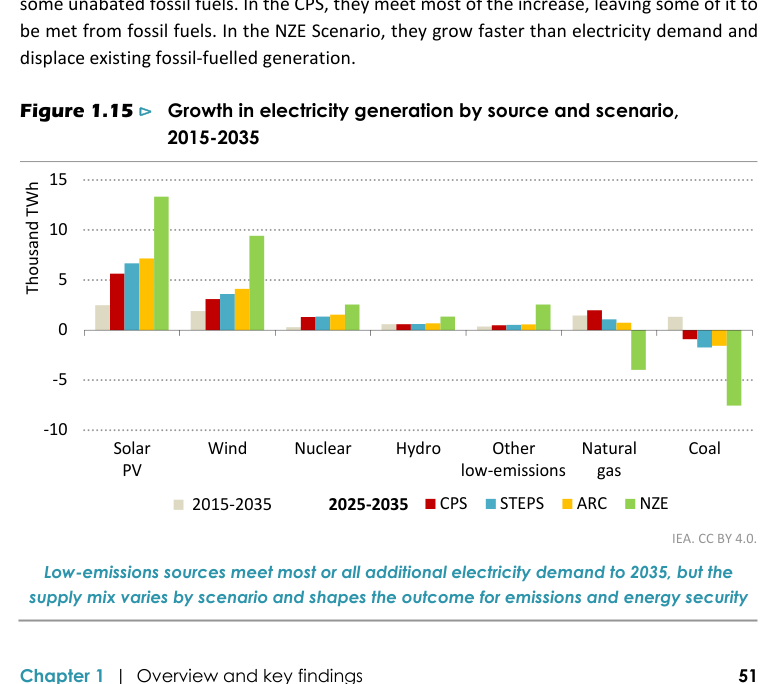 some unabated fossil fuels. In the CPS, they meet most of the increase, leaving some of it to
be met from fossil fuels. In the NZE Scenario, they grow faster than electricity demand and
displace existing fossil-fuelled generation.
Figure 1.15 ▷ Growth in electricity generation by source and scenario,
2015-2035
Thousand TWh
15
10
5
0
-5
-10
Solar
PV
Wind
Nuclear
Hydro
Other
low-emissions
Natural
gas
Coal
2015-2035 2025-2035 CPS STEPS ARC NZE
IEA. CC BY 4.0.
Low-emissions sources meet most or all additional electricity demand to 2035, but the
supply mix varies by scenario and shapes the outcome for emissions and energy security
Chapter 1 | Overview and key findings 51